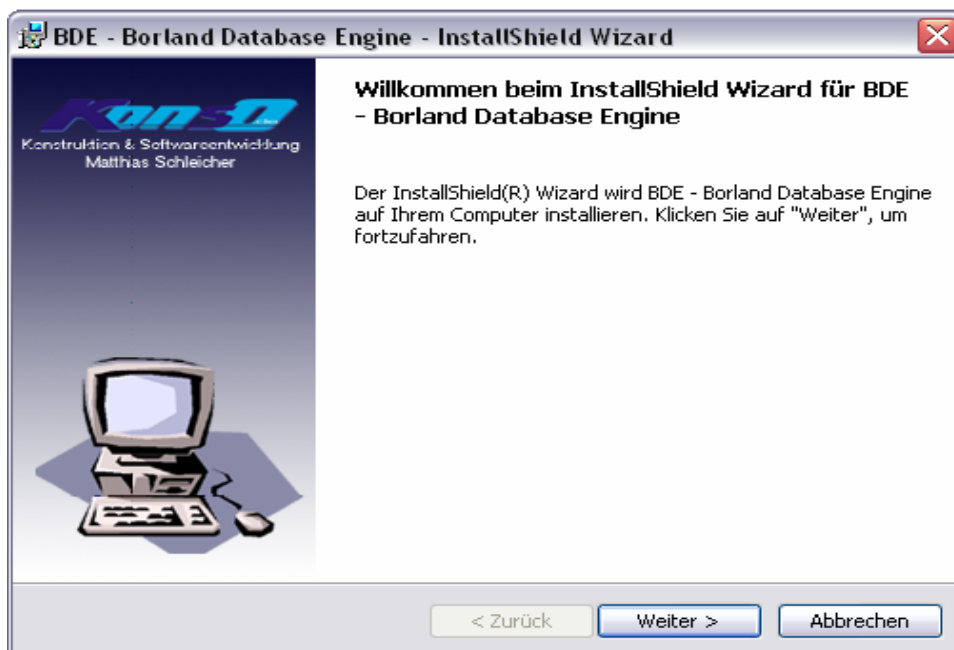 BDE - Borland Database Engine - InstallShield Wizard
Konstruktion & Softwareentwicklung
Matthias Schleicher
Willkommen beim InstallShield Wizard für BDE
- Borland Database Engine
Der InstallShield(R) Wizard wird BDE - Borland Database Engine
auf Ihrem Computer installieren. Klicken Sie auf "Weiter", um
fortzufahren.
< Zurück
Weiter >
Abbrechen